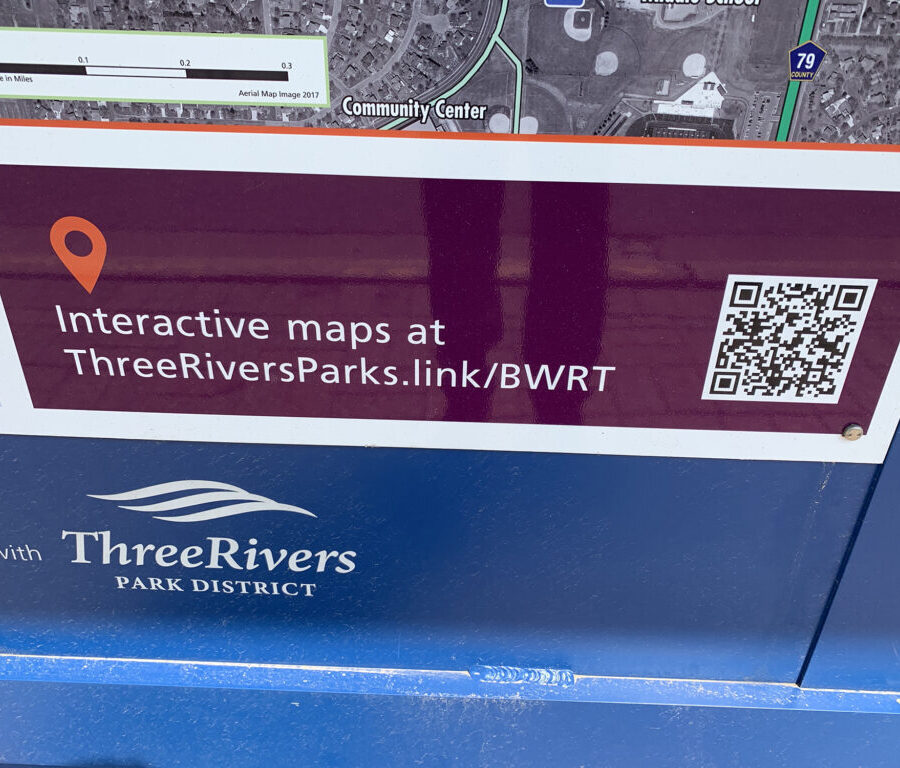 0.1 0.2 0.3
e in Miles
Aerial Map Image 2017
Community Center
79
COUNTY
Interactive maps at
ThreeRiversParks.link/BWRT
with
ThreeRivers
PARK DISTRICT